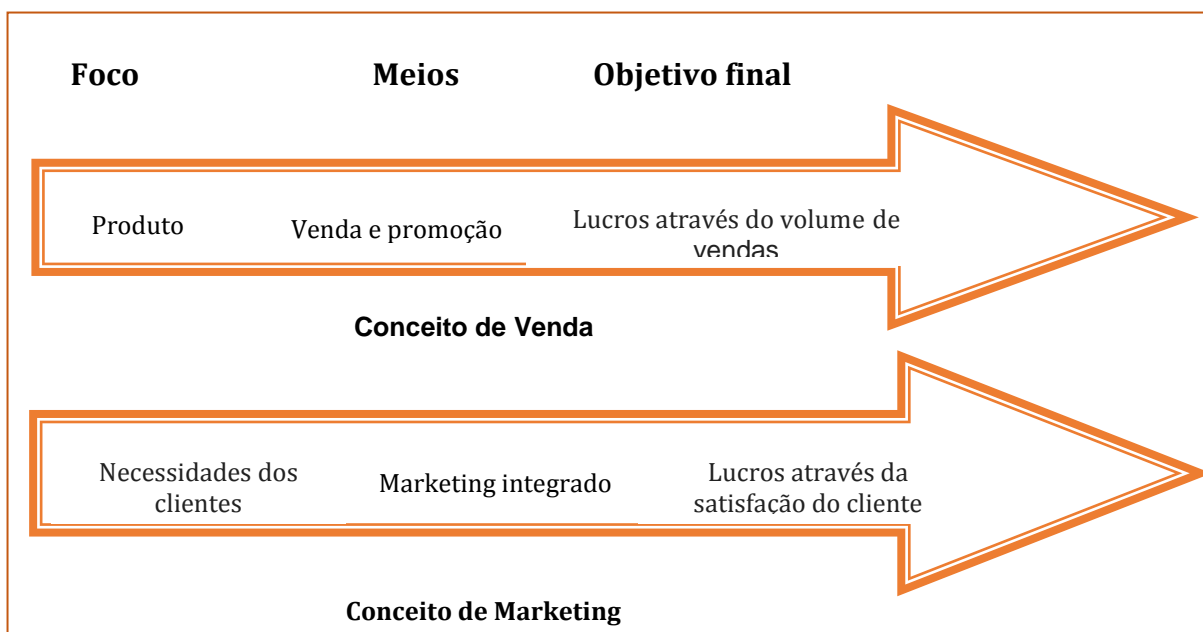 Foco Meios Objetivo final
Produto Venda e promoção Lucros através do volume de
vendas
Conceito de Venda
Necessidades dos
clientes
Marketing integrado
Lucros através da
satisfação do cliente
Conceito de Marketing